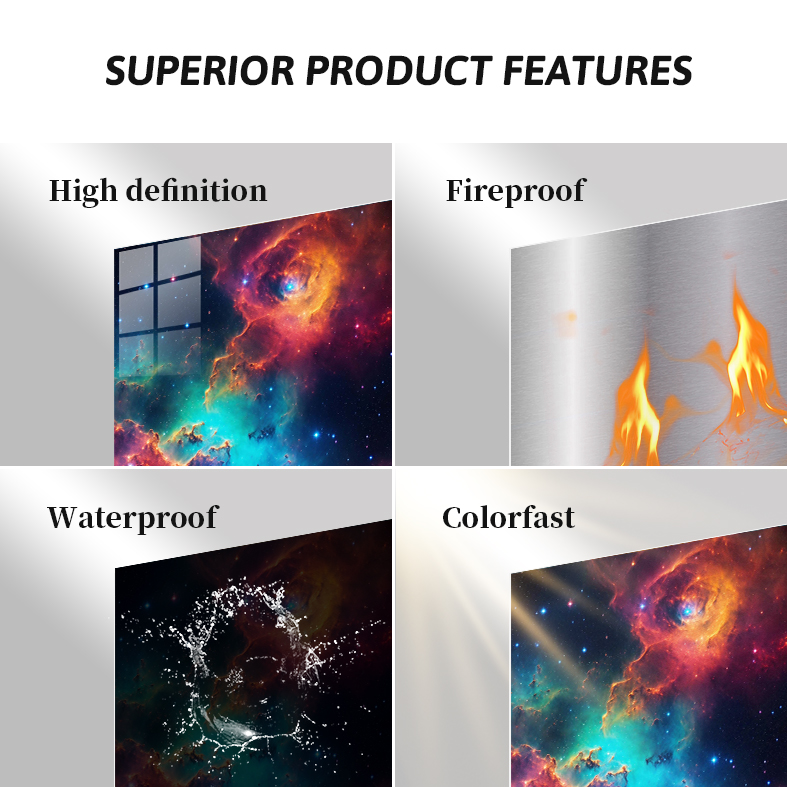 SUPERIOR PRODUCT FEATURES
High definition
Fireproof
Waterproof
Colorfast